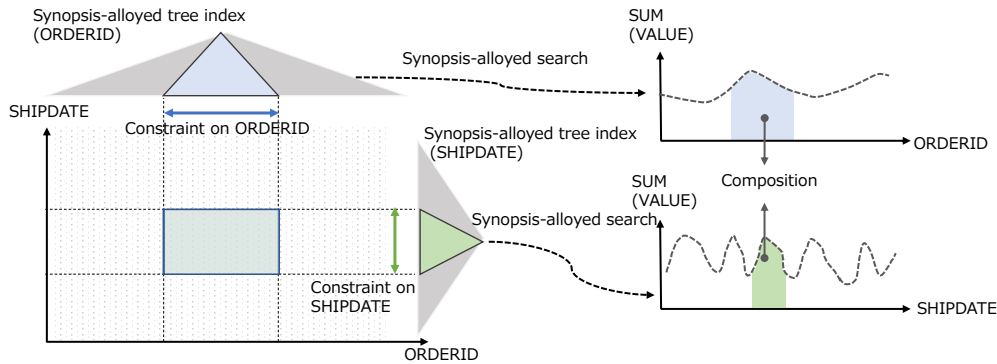 Synopsis-alloyed tree index
(ORDERID)
SHIPDATE
Constraint on ORDERID
Synopsis-alloyed search
Synopsis-alloyed tree index
(SHIPDATE)
Synopsis-alloyed search
Constraint on
SHIPDATE
ORDERID
SUM
(VALUE)
ORDERID
Composition
SUM
(VALUE)
SHIPDATE